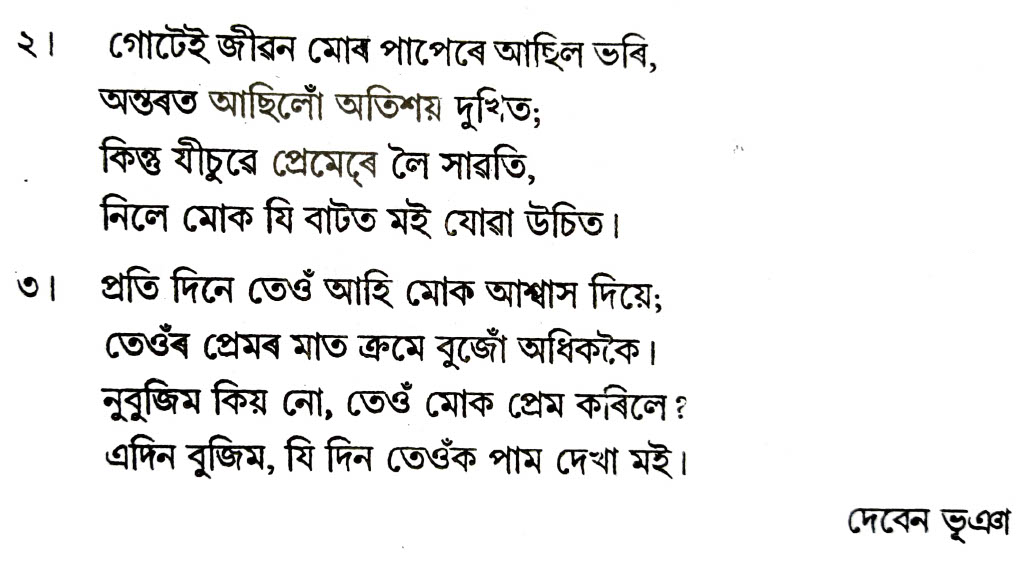 ২। গোটেই জীৱন মোৰ পাপেৰে আছিল ভৰি,
অন্তৰত আছিলোঁ অতিশয় দুখিত;
কিন্তু যীচুৱে প্ৰেমেৰে লৈ সাৱতি,
নিলে মোক যি বাটত মই যোৱা উচিত।
৩। প্ৰতি দিনে তেওঁ আহি মোক আশ্বাস দিয়ে;
তেওঁৰ প্ৰেমৰ মাত ক্ৰমে বুজোঁ অধিককৈ।
নুবুজিম কিয় নো, তেওঁ মোক প্ৰেম কৰিলে?
এদিন বুজিম, যি দিন তেওঁক পাম দেখা মই।
দেবেন ভূঞা